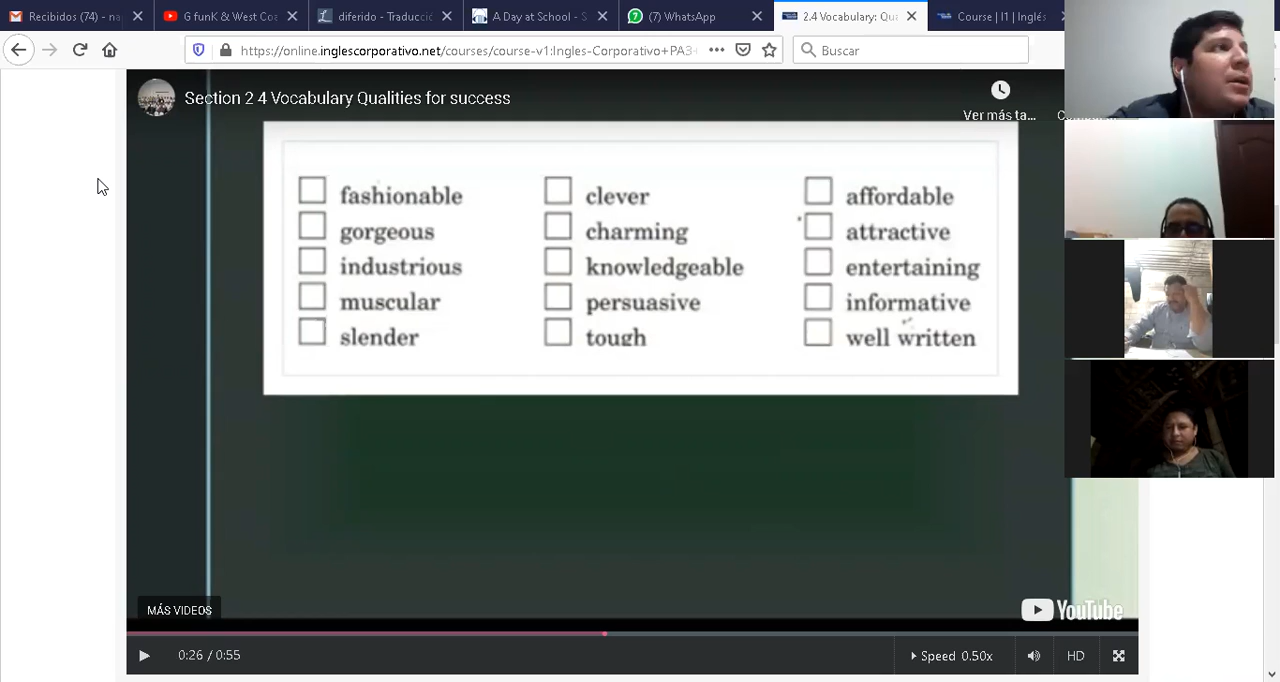 Recibidos (74) - na
G funK & West Coa
diferido - Traducció
A Day at School - S
(7) WhatsApp
2.4 Vocabulary: Qua
Course | I1 | Inglés
https://online.inglescorporativo.net/courses/course-v1:Ingles-Corporativo+PA3
Buscar
Section 2 4 Vocabulary Qualities for success
Ver más ta...
fashionable
gorgeous
industrious
muscular
slender
clever
charming
knowledgeable
persuasive
tough
affordable
attractive
entertaining
informative
well written
MÁS VIDEOS
YouTube
0:26 / 0:55
Speed 0.50x
HD